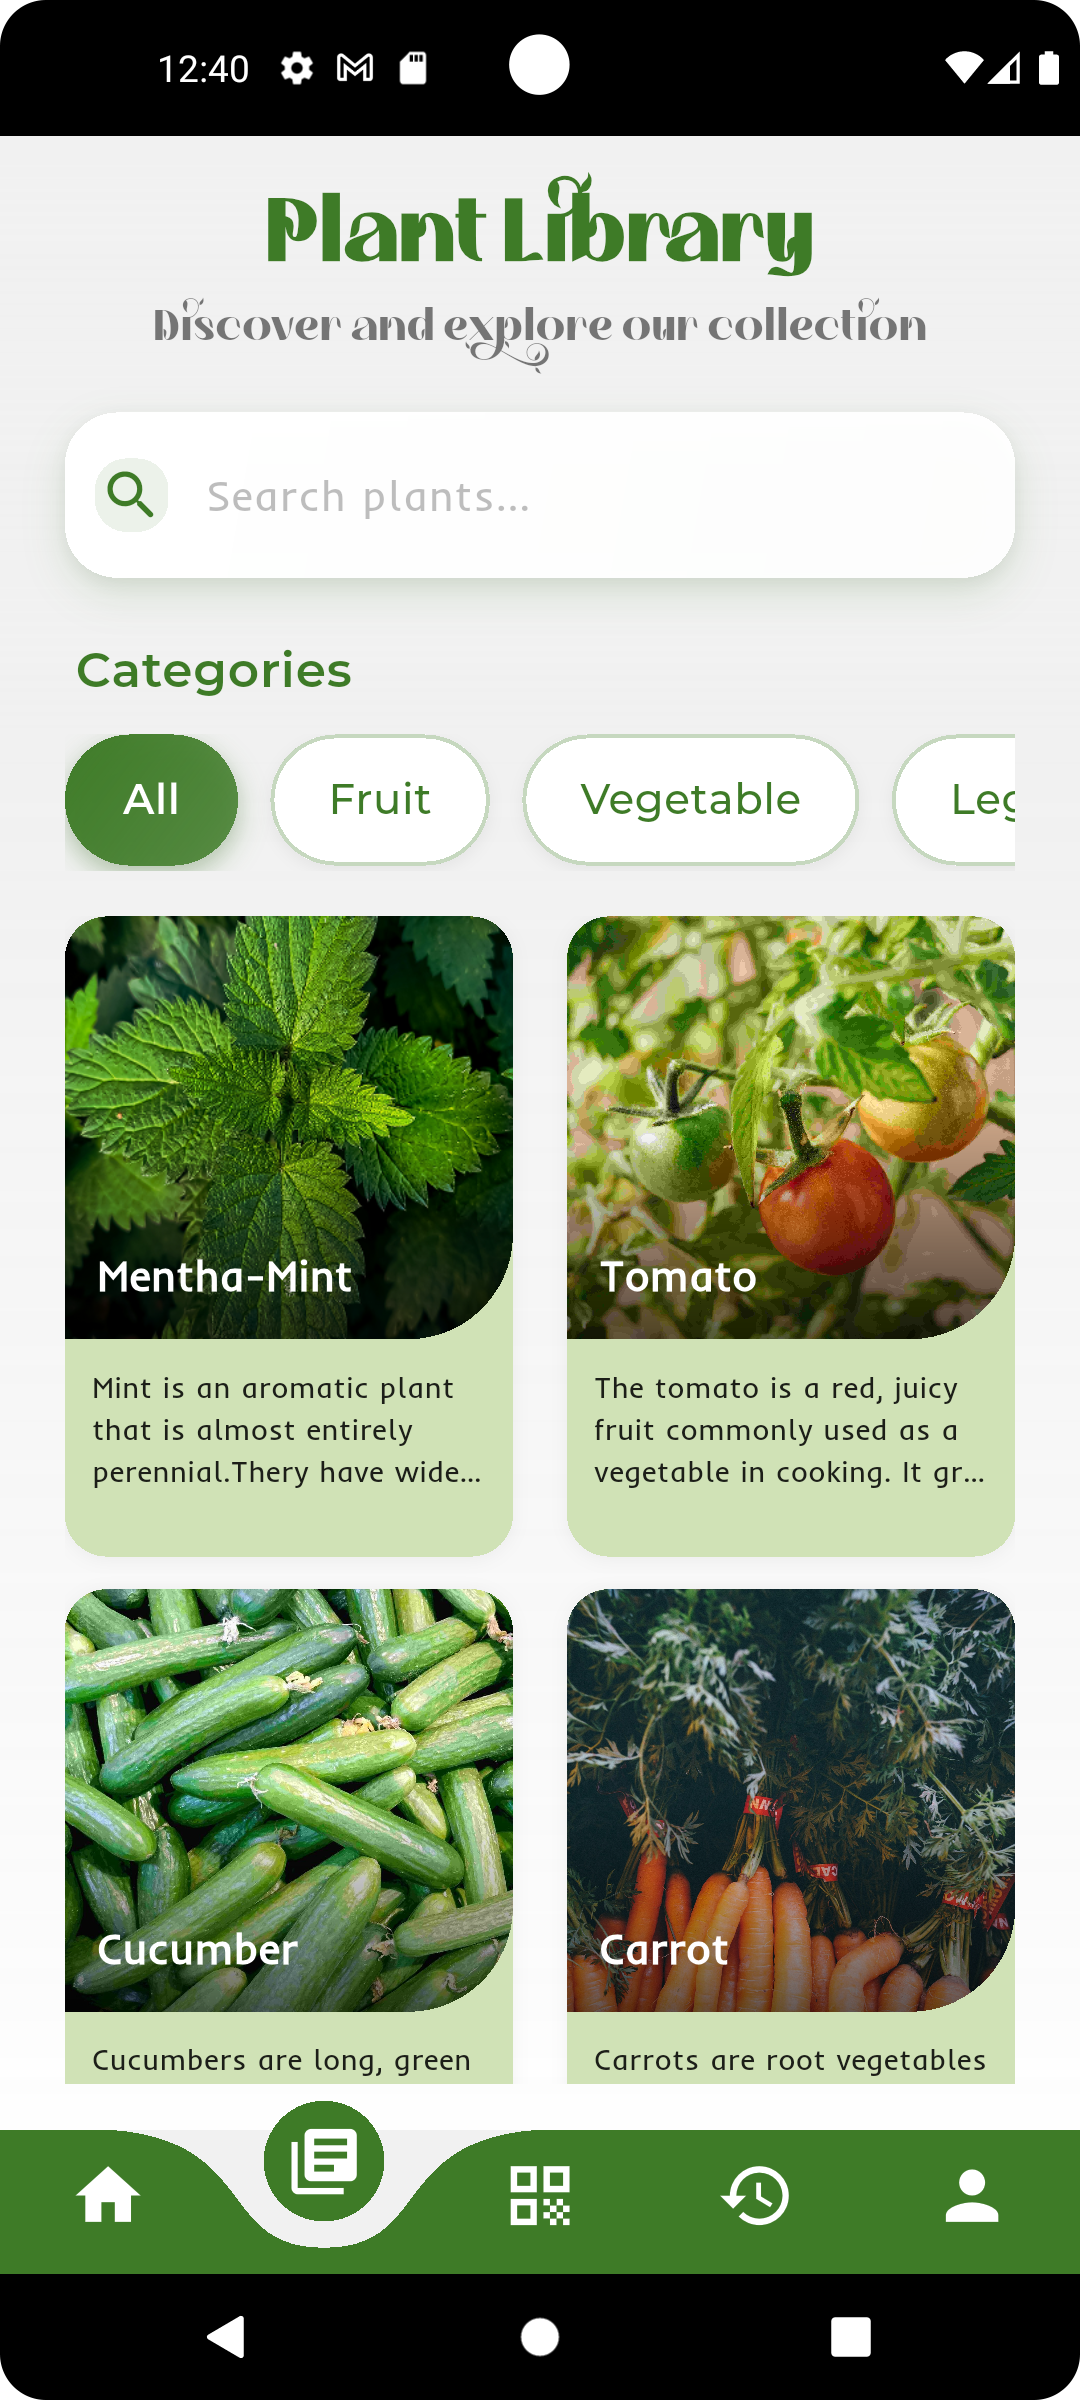 12:40
Plant Library
Discover and explore our collection
Search plants...
Categories
All
Fruit
Vegetable
Leg
Mentha-Mint
Tomato
Mint is an aromatic plant
that is almost entirely
perennial.Thery have wide...
The tomato is a red, juicy
fruit commonly used as a
vegetable in cooking. It gr...
Cucumber
Carrot
Cucumbers are long, green
Carrots are root vegetables